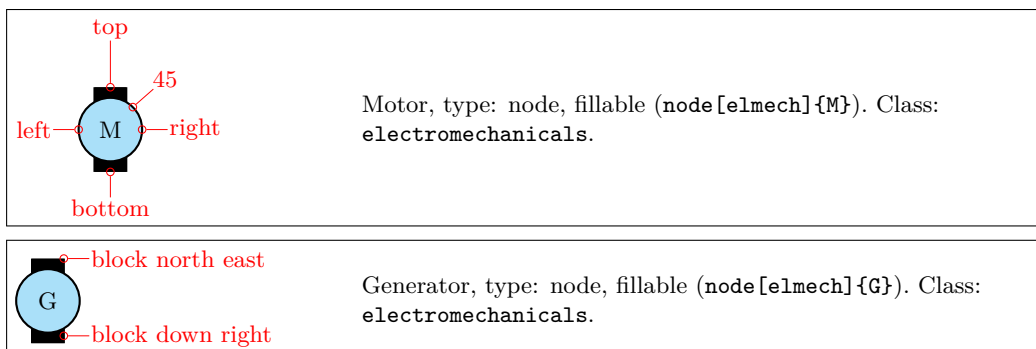 top
45
left
M
right
bottom
Motor, type: node, fillable (node[elmech]{M}). Class:
electromechanicals.
block north east
G
block down right
Generator, type: node, fillable (node[elmech]{G}). Class:
electromechanicals.